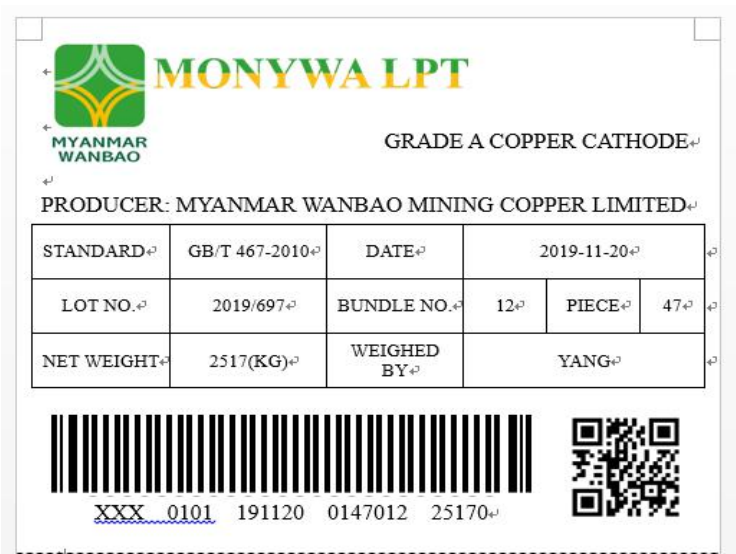 MONYWA LPT
MYANMAR
WANBAO
GRADE A COPPER CATHODE
PRODUCER: MYANMAR WANBAO MINING COPPER LIMITED
STANDARD GB/T 467-2010 DATE 2019-11-20
LOT NO. 2019/697 BUNDLE NO. 12 PIECE 47
NET WEIGHT 2517(KG) WEIGHED BY YANG
XXX 0101 191120 0147012 25170